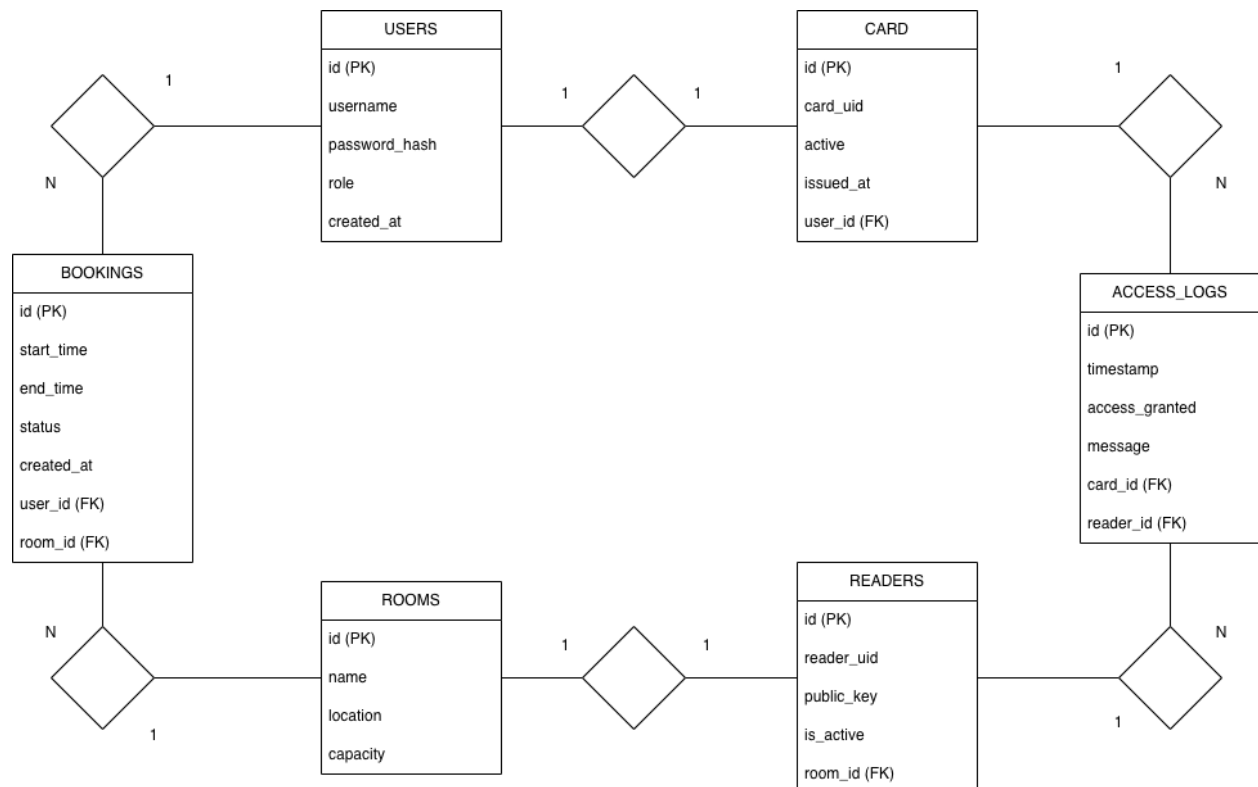 USERS
id (PK)
username
password_hash
role
created_at
CARD
id (PK)
card_uid
active
issued_at
user_id (FK)
1
N
1
1
1
N
BOOKINGS
id (PK)
start_time
end_time
status
created_at
user_id (FK)
room_id (FK)
ACCESS_LOGS
id (PK)
timestamp
access_granted
message
card_id (FK)
reader_id (FK)
ROOMS
id (PK)
name
location
capacity
READERS
id (PK)
reader_uid
public_key
is_active
room_id (FK)
N
1
1
1
N
1